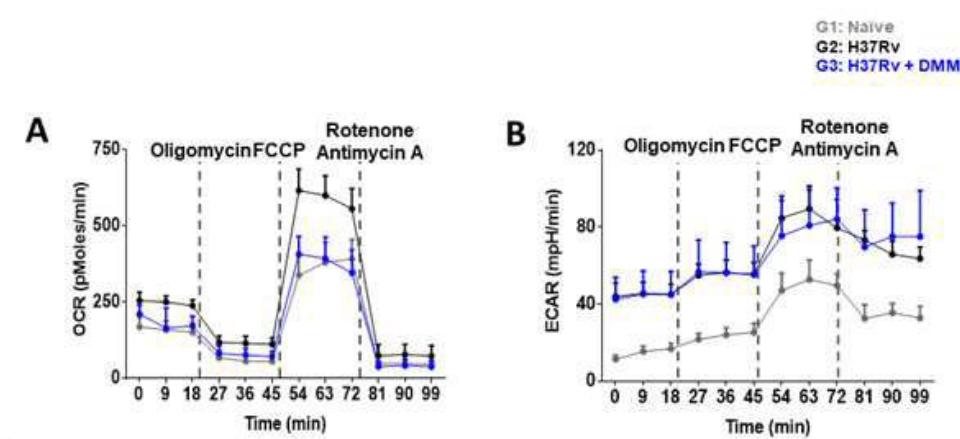 G1: Naïve
G2: H37Rv
G3: H37Rv + DMM
A
Oligomycin FCCP
Rotenone
Antimycin A
OCR (pMoles/min)
750
500
250
0
0 9 18 27 36 45 54 63 72 81 90 99
Time (min)
B
Oligomycin FCCP
Rotenone
Antimycin A
ECAR (mpH/min)
120
80
40
0
0 9 18 27 36 45 54 63 72 81 90 99
Time (min)